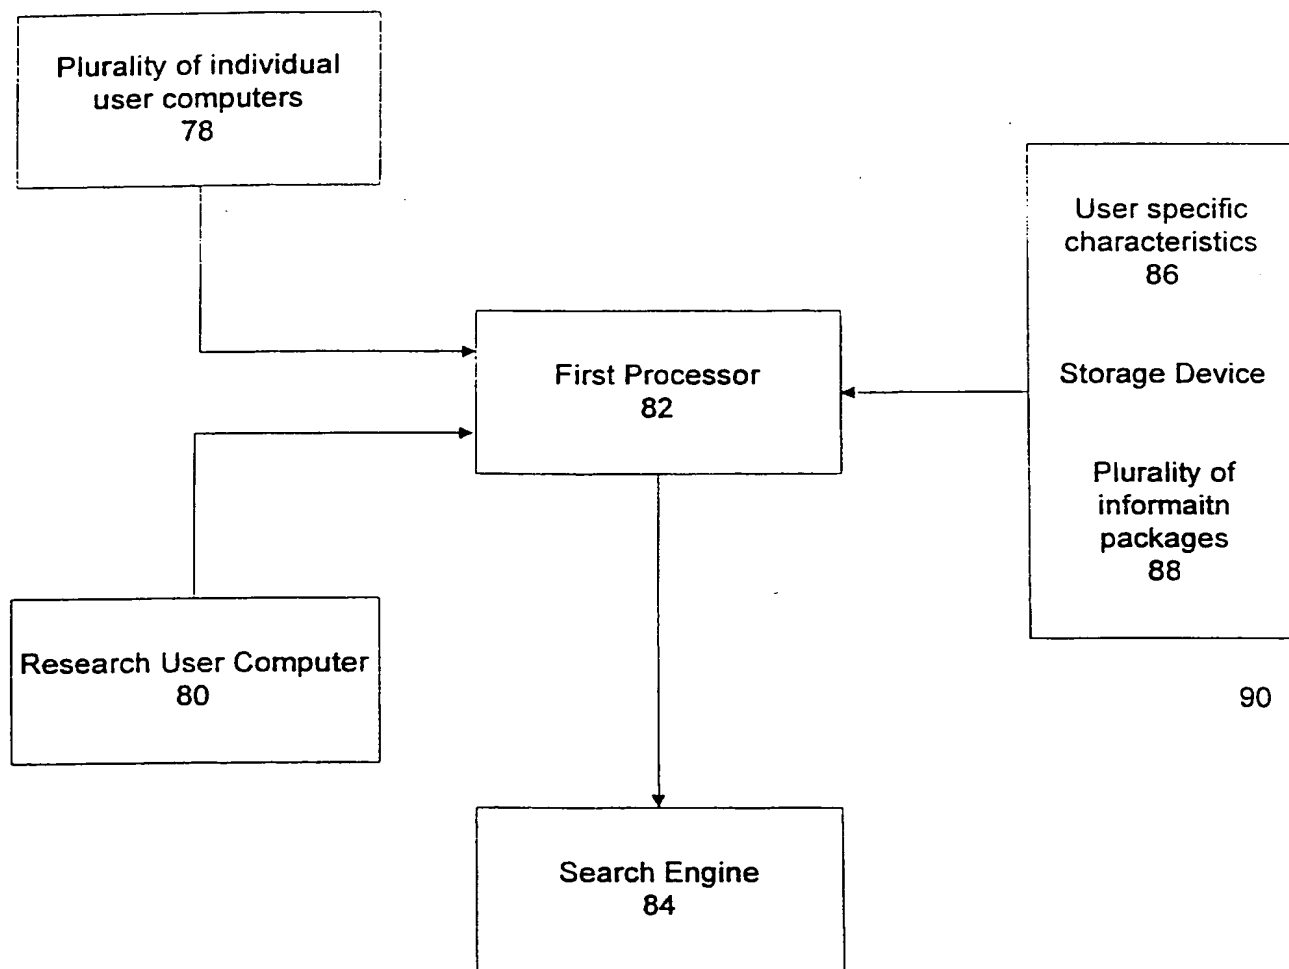 Plurality of individual
user computers
78
User specific
characteristics
86
First Processor
82
Storage Device
Plurality of
informaitn
packages
88
Research User Computer
80
90
Search Engine
84